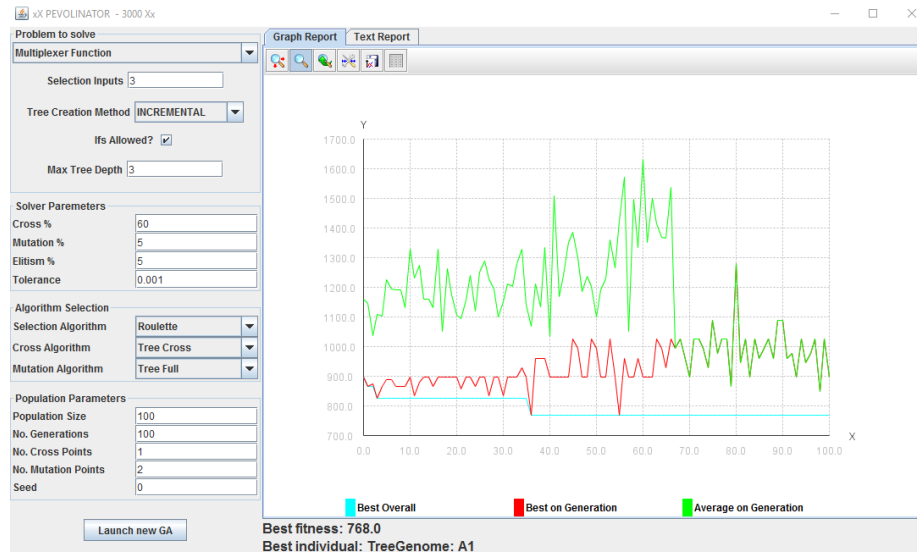 xX PEVOLINATOR - 3000 Xx
Problem to solve
Multiplexer Function
Selection Inputs 3
Tree Creation Method INCREMENTAL
Ifs Allowed?
Max Tree Depth 3
Solver Paremeters
Cross % 60
Mutation % 5
Elitism % 5
Tolerance 0.001
Algorithm Selection
Selection Algorithm Roulette
Cross Algorithm Tree Cross
Mutation Algorithm Tree Full
Population Parameters
Population Size 100
No. Generations 100
No. Cross Points 1
No. Mutation Points 2
Seed 0
Launch new GA
Graph Report Text Report
Y
1700.0
1600.0
1500.0
1400.0
1300.0
1200.0
1100.0
1000.0
900.0
800.0
700.0
0.0 10.0 20.0 30.0 40.0 50.0 60.0 70.0 80.0 90.0 100.0
X
Best Overall Best on Generation Average on Generation
Best fitness: 768.0
Best individual: TreeGenome: A1